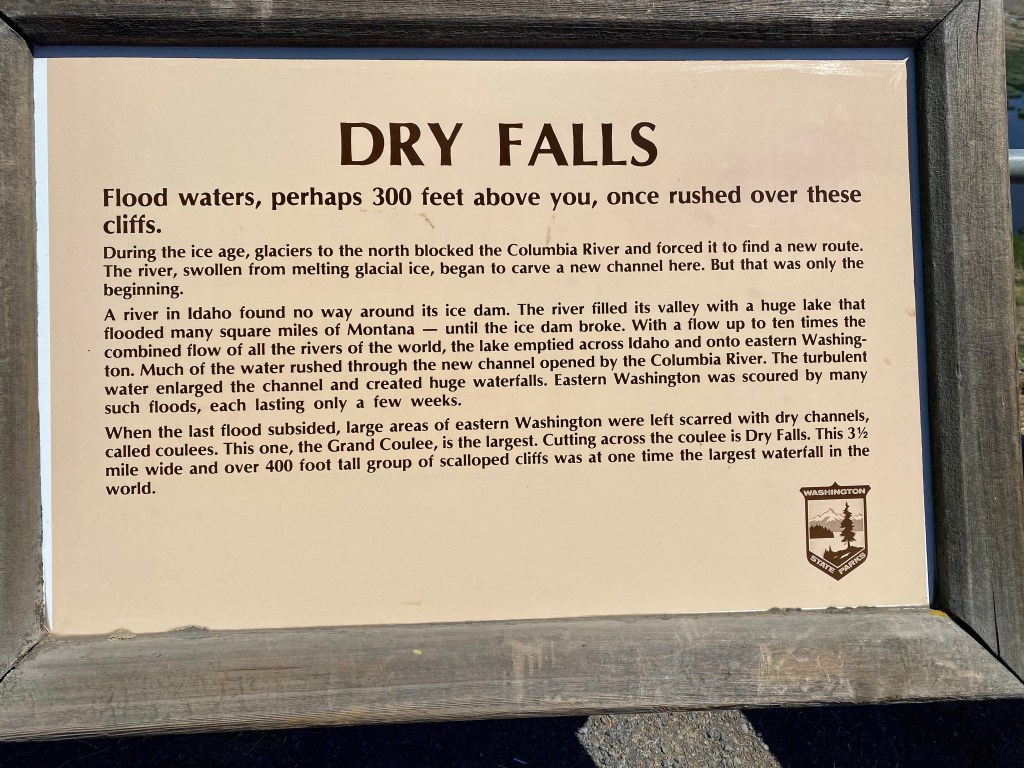 DRY FALLS
Flood waters, perhaps 300 feet above you, once rushed over these
cliffs.
During the ice age, glaciers to the north blocked the Columbia River and forced it to find a new route.
The river, swollen from melting glacial ice, began to carve a new channel here. But that was only the
beginning.
A river in Idaho found no way around its ice dam. The river filled its valley with a huge lake that
flooded many square miles of Montana — until the ice dam broke. With a flow up to ten times the
combined flow of all the rivers of the world, the lake emptied across Idaho and onto eastern Washing-
ton. Much of the water rushed through the new channel opened by the Columbia River. The turbulent
water enlarged the channel and created huge waterfalls. Eastern Washington was scoured by many
such floods, each lasting only a few weeks.
When the last flood subsided, large areas of eastern Washington were left scarred with dry channels,
called coulees. This one, the Grand Coulee, is the largest. Cutting across the coulee is Dry Falls. This 3½
mile wide and over 400 foot tall group of scalloped cliffs was at one time the largest waterfall in the
world.
WASHINGTON
STATE PARKS